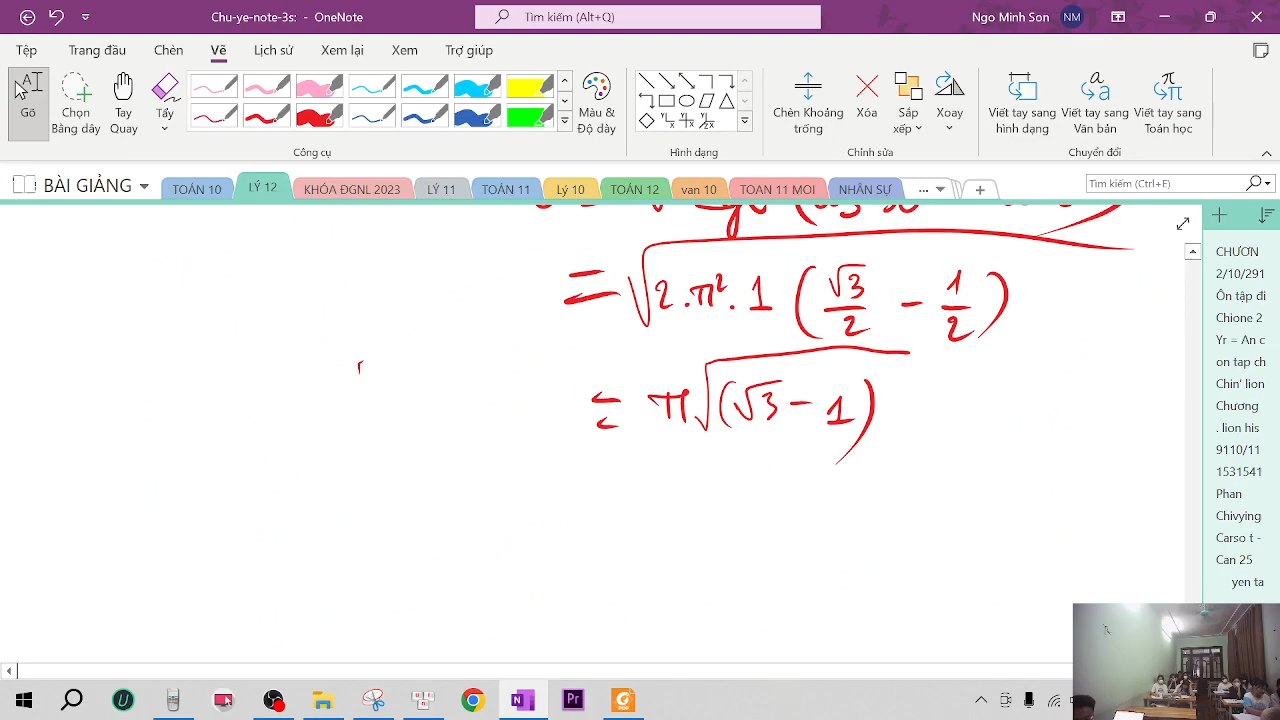 Chu-ye-note-3s: - OneNote
Tìm kiếm (Alt+Q)
Ngo Minh Son
NM
Tệp
Trang đầu
Chèn
Vẽ
Lịch sử
Xem lại
Xem
Trợ giúp
Gõ
Chọn Bằng dây
Tay Quay
Tẩy
Màu & Độ dày
Chèn Khoảng trống
Xóa
Sắp xếp
Xoay
Viết tay sang hình dạng
Viết tay sang Văn bản
Viết tay sang Toán học
Công cụ
Hình dạng
Chỉnh sửa
Chuyển đổi
BÀI GIẢNG
TOÁN 10
LÝ 12
KHÓA ĐGNL 2023
LÝ 11
TOÁN 11
Lý 10
TOÁN 12
van 10
TOAN 11 MOI
NHÂN SỰ
...
Tìm kiếm (Ctrl+E)
= √2.π².1 (√3/2 - 1/2)
= π√(√3 - 1)
CHƯƠN
2/10/291
Ôn tập đi
Chione 2
Yr = An c
on tap ch
Chin' lion
Chương
. lion his
9110/11
1531541
Phan
Chivying
Carso t -
Can 25
yen ta